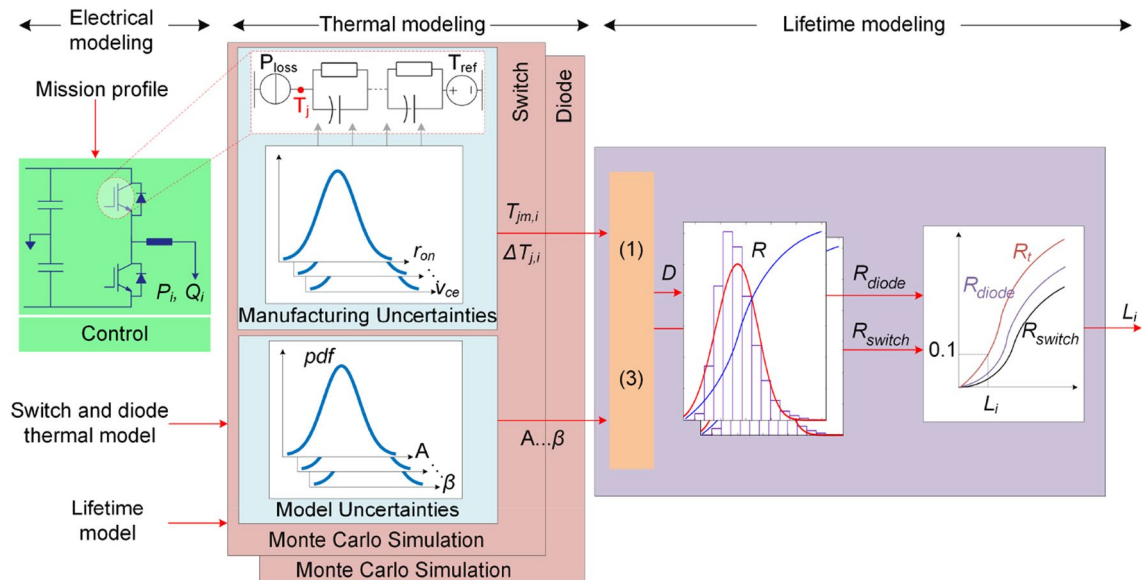 Electrical
modeling
Thermal modeling
Lifetime modeling
Mission profile
P_loss
T_ref
T_j
+ -
Switch
Diode
r_on
v_ce
Manufacturing Uncertainties
P_i, Q_i
Control
T_jm,i
ΔT_j,i
(1)
(3)
D
R
R_diode
R_switch
R_t
R_diode
R_switch
0.1
L_i
L_i
pdf
A
β
Model Uncertainties
A...β
Switch and diode
thermal model
Lifetime
model
Monte Carlo Simulation
Monte Carlo Simulation